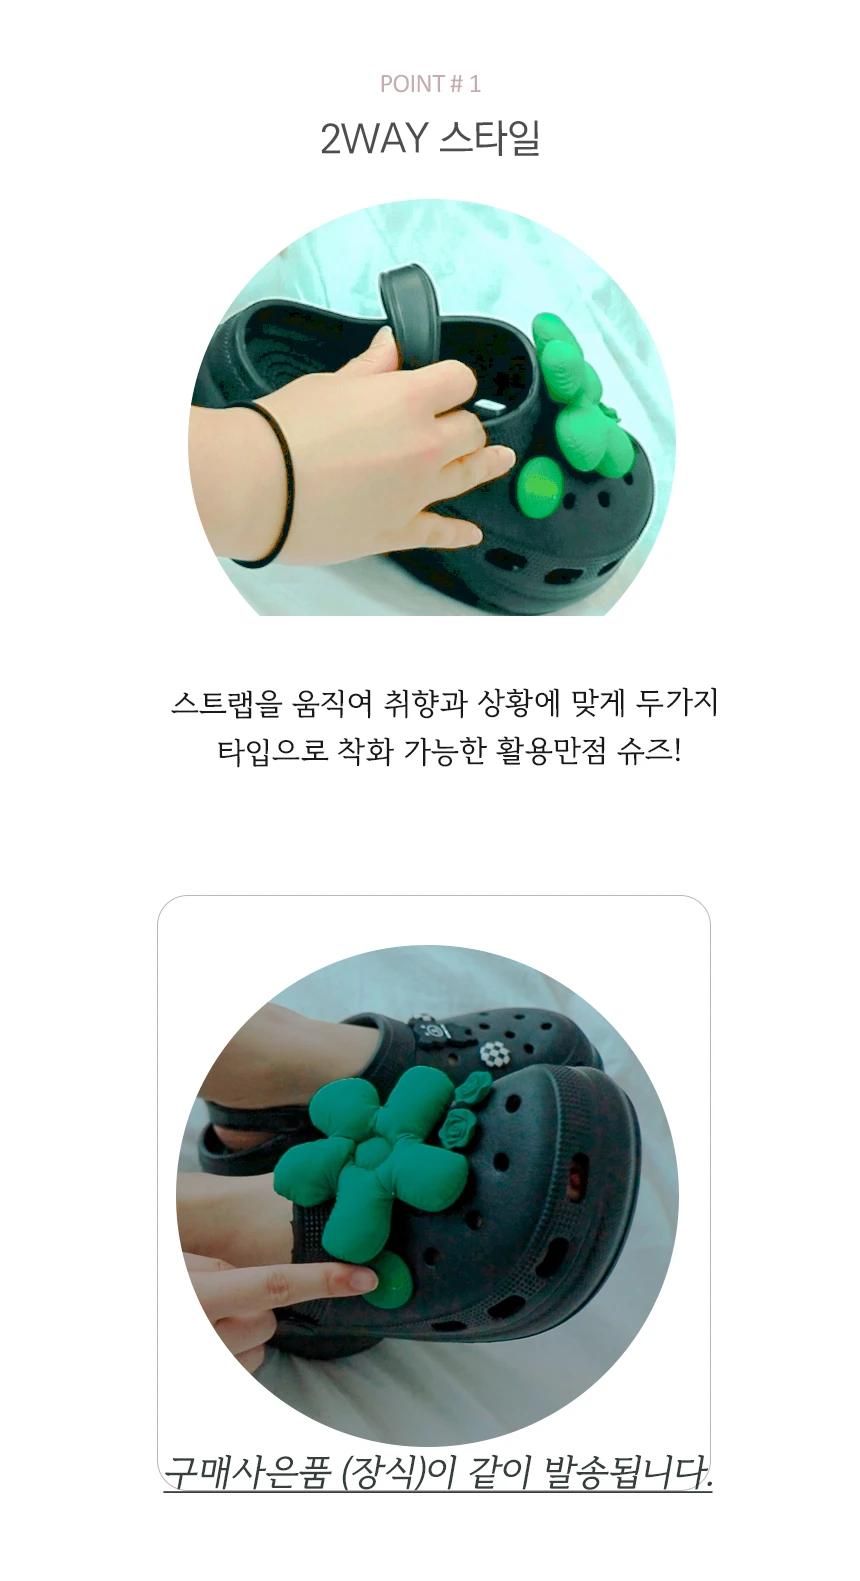 POINT # 1
2WAY 스타일
스트랩을 움직여 취향과 상황에 맞게 두가지
타입으로 착화 가능한 활용만점 슈즈!
구매사은품 (장식)이 같이 발송됩니다.